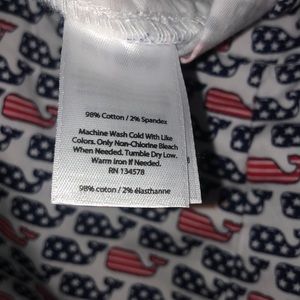 98% Cotton / 2% Spandex
Machine Wash Cold With Like
Colors. Only Non-Chlorine Bleach
When Needed. Tumble Dry Low.
Warm Iron If Needed.
RN 134578
98% cotton / 2% élasthanne